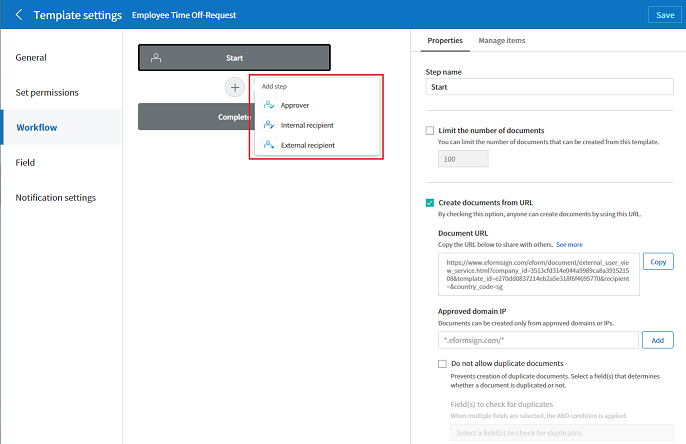 Template settings
Employee Time Off-Request
Save
General
Set permissions
Workflow
Field
Notification settings
Start
Add step
Approver
Internal recipient
External recipient
Complete
Properties
Manage items
Step name
Start
Limit the number of documents
You can limit the number of documents that can be created from this template.
100
Create documents from URL
By checking this option, anyone can create documents by using this URL.
Document URL
Copy the URL below to share with others. See more
https://www.eformsign.com/eform/document/external_user_vie
w_service.html?company_id=3513cfd314e044a9989ca8a3915215
08&template_id=e270dd0837214eb2a5e318f6f4695770&recipient
=&country_code=sg
Copy
Approved domain IP
Documents can be created only from approved domains or IPs.
*.eformsign.com/*
Add
Do not allow duplicate documents
Prevents creation of duplicate documents. Select a field(s) that determines
whether a document is duplicated or not.
Field(s) to check for duplicates
When multiple fields are selected, the AND condition is applied.
Select a field(s) to check for duplicates.